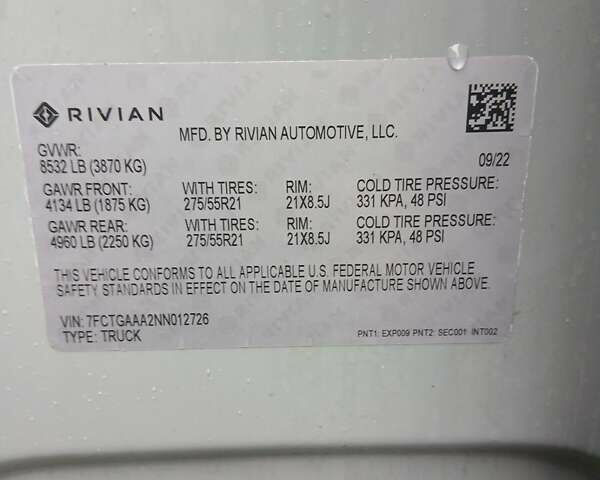 RIVIAN
MFD. BY RIVIAN AUTOMOTIVE, LLC.
GVWR:
8532 LB (3870 KG) 09/22
GAWR FRONT: WITH TIRES: RIM: COLD TIRE PRESSURE:
4134 LB (1875 KG) 275/55R21 21X8.5J 331 KPA, 48 PSI
GAWR REAR: WITH TIRES: RIM: COLD TIRE PRESSURE:
4960 LB (2250 KG) 275/55R21 21X8.5J 331 KPA, 48 PSI
THIS VEHICLE CONFORMS TO ALL APPLICABLE U.S. FEDERAL MOTOR VEHICLE
SAFETY STANDARDS IN EFFECT ON THE DATE OF MANUFACTURE SHOWN ABOVE.
VIN: 7FCTGAAA2NN012726
TYPE: TRUCK PNT1: EXP009 PNT2: SEC001 INT002